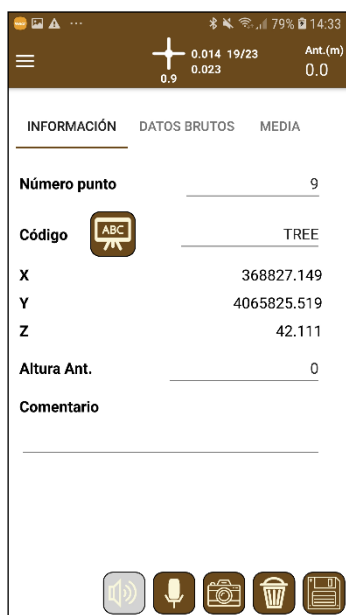 79% 14:33
0.014 19/23 Ant.(m)
0.9 0.023 0.0
INFORMACIÓN DATOS BRUTOS MEDIA
Número punto 9
Código ABC TREE
X 368827.149
Y 4065825.519
Z 42.111
Altura Ant. 0
Comentario